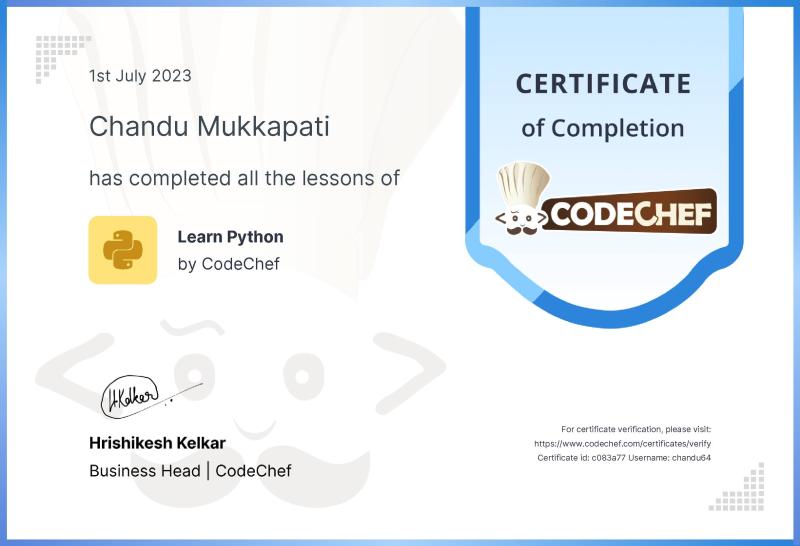 1st July 2023
Chandu Mukkapati
has completed all the lessons of
Learn Python
by CodeChef
CERTIFICATE
of Completion
CODECHEF
H.Kelkar
Hrishikesh Kelkar
Business Head | CodeChef
For certificate verification, please visit:
https://www.codechef.com/certificates/verify
Certificate id: c083a77 Username: chandu64